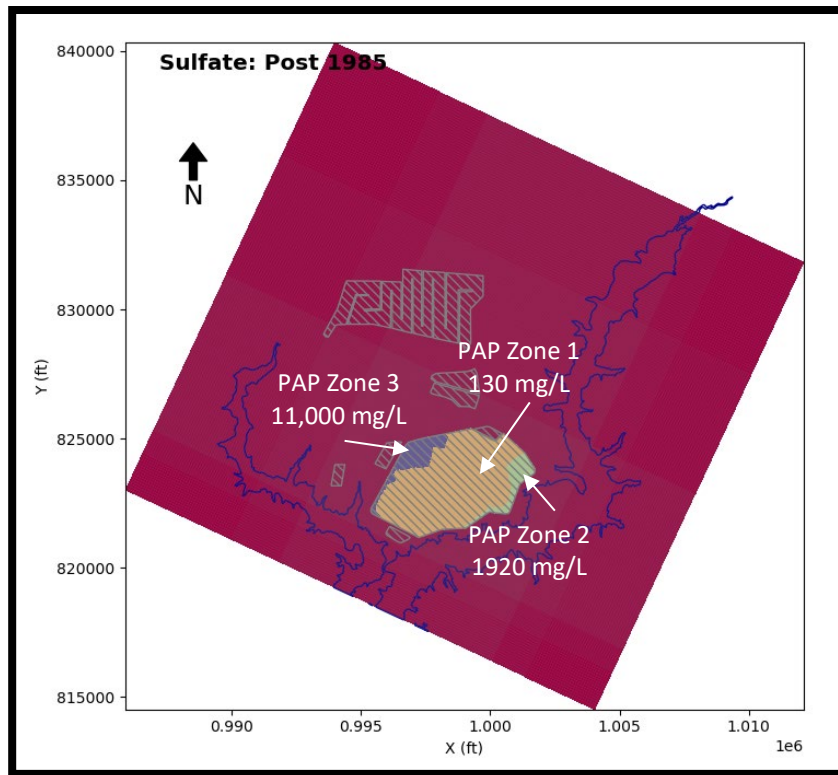 Sulfate: Post 1985
840000
835000
830000
825000
820000
815000
Y (ft)
N
PAP Zone 1
130 mg/L
PAP Zone 3
11,000 mg/L
PAP Zone 2
1920 mg/L
0.990 0.995 1.000 1.005 1.010
1e6
X (ft)